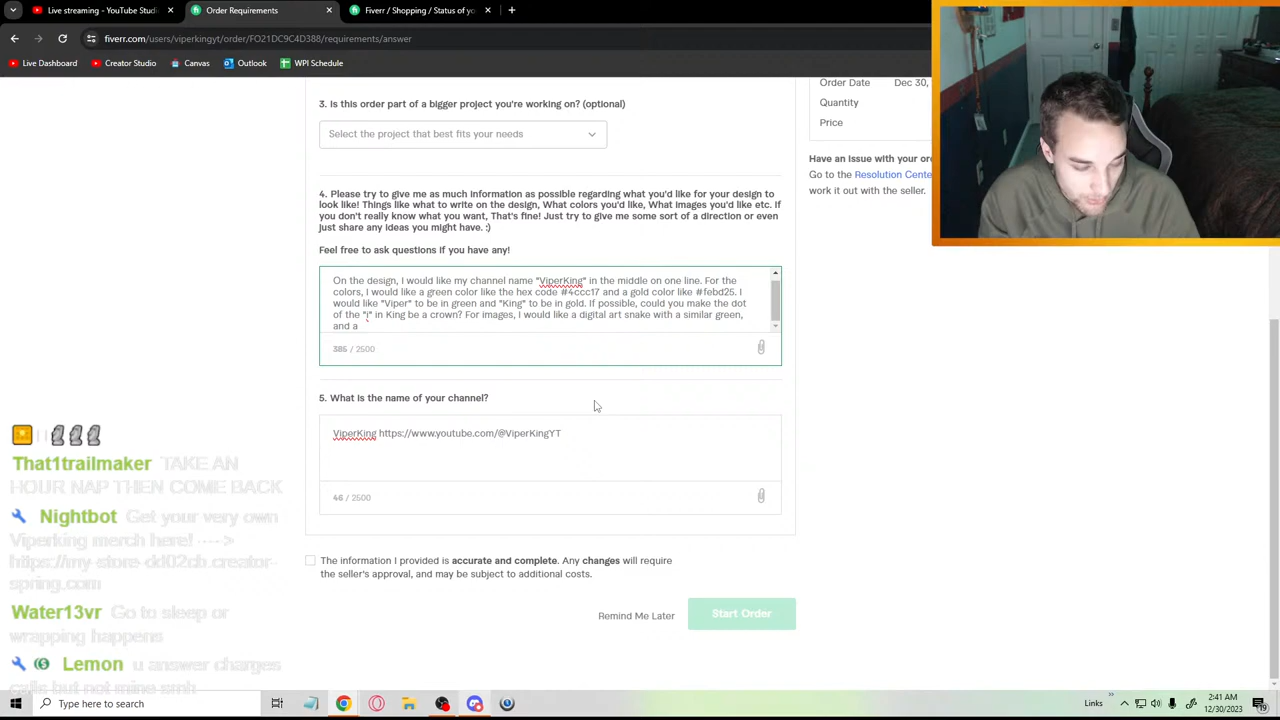 Live streaming - YouTube Studi
Order Requirements
Fiverr / Shopping / Status of yo
fiverr.com/users/viperkingyt/order/FO21DC9C4D388/requirements/answer
Live Dashboard
Creator Studio
Canvas
Outlook
WPI Schedule
3. Is this order part of a bigger project you're working on? (optional)
Select the project that best fits your needs
4. Please try to give me as much information as possible regarding what you'd like for your design to
look like! Things like what to write on the design, What colors you'd like, What images you'd like etc. If
you don't really know what you want, That's fine! Just try to give me some sort of a direction or even
just share any ideas you might have. :)
Feel free to ask questions if you have any!
On the design, I would like my channel name "ViperKing" in the middle on one line. For the
colors, I would like a green color like the hex code #4ccc17 and a gold color like #febd25. I
would like "Viper" to be in green and "King" to be in gold. If possible, could you make the dot
of the "i" in King be a crown? For images, I would like a digital art snake with a similar green,
and a
385 / 2500
5. What is the name of your channel?
ViperKing https://www.youtube.com/@ViperKingYT
46 / 2500
The information I provided is accurate and complete. Any changes will require
the seller's approval, and may be subject to additional costs.
Remind Me Later
Start Order
Order Date Dec 30,
Quantity
Price
Have an issue with your ord
Go to the Resolution Cente
work it out with the seller.
That1trailmaker TAKE AN
HOUR NAP THEN COME BACK
Nightbot Get your very own
Viperking merch here! ---->
https://my-store-dd02cb.creator-
spring.com
Water13vr Go to sleep or
wrapping happens
Lemon u answer charges
calls but not mine smh
Type here to search
Links
2:41 AM
12/30/2023
19